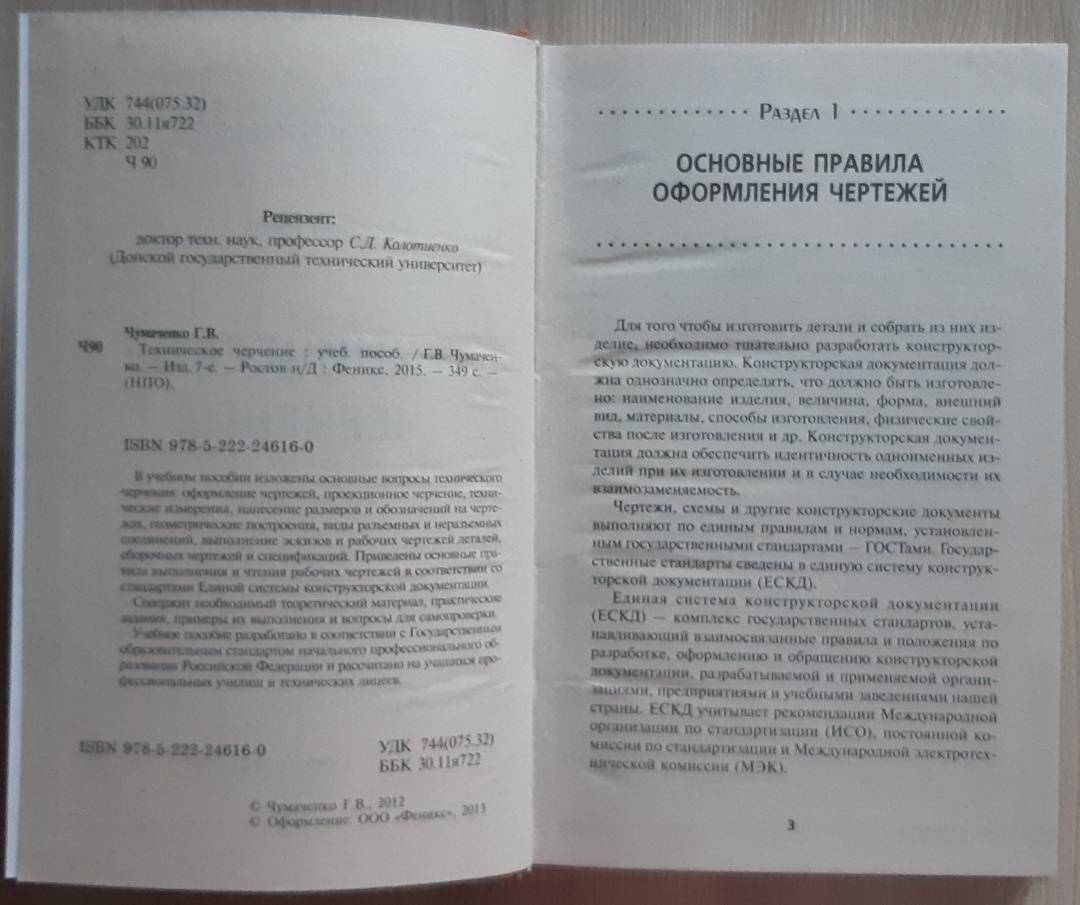 УДК 744(075.32)
ББК 30.11я722
КТК 202
Ч 90
Рецензент:
доктор техн. наук, профессор С.Л. Колотиенко
(Донской государственный технический университет)
Чумаченко Г.В.
Ч90 Техническое черчение : учеб. пособ. / Г.В. Чумачен-
ко. — Изд. 7-е. — Ростов н/Д : Феникс, 2015. — 349 с. —
(НПО).
ISBN 978-5-222-24616-0
В учебном пособии изложены основные вопросы технического
черчения: оформление чертежей, проекционное черчение, техни-
ческие измерения, нанесение размеров и обозначений на черте-
жах, геометрические построения, виды разъемных и неразъемных
соединений, выполнение эскизов и рабочих чертежей деталей,
сборочных чертежей и спецификаций. Приведены основные пра-
вила выполнения и чтения рабочих чертежей в соответствии со
стандартами Единой системы конструкторской документации.
Содержит необходимый теоретический материал, практические
задания, примеры их выполнения и вопросы для самопроверки.
Учебное пособие разработано в соответствии с Государственным
образовательным стандартом начального профессионального об-
разования Российской Федерации и рассчитано на учащихся про-
фессиональных училищ и технических лицеев.
УДК 744(075.32)
ISBN 978-5-222-24616-0 ББК 30.11я722
© Чумаченко Г.В., 2012
© Оформление: ООО «Феникс», 2013
Раздел 1
ОСНОВНЫЕ ПРАВИЛА
ОФОРМЛЕНИЯ ЧЕРТЕЖЕЙ
Для того чтобы изготовить детали и собрать из них из-
делие, необходимо тщательно разработать конструктор-
скую документацию. Конструкторская документация дол-
жна однозначно определять, что должно быть изготовле-
но: наименование изделия, величина, форма, внешний
вид, материалы, способы изготовления, физические свой-
ства после изготовления и др. Конструкторская докумен-
тация должна обеспечить идентичность одноименных из-
делий при их изготовлении и в случае необходимости их
взаимозаменяемость.
Чертежи, схемы и другие конструкторские документы
выполняют по единым правилам и нормам, установлен-
ным государственными стандартами — ГОСТами. Государ-
ственные стандарты сведены в единую систему конструк-
торской документации (ЕСКД).
Единая система конструкторской документации
(ЕСКД) — комплекс государственных стандартов, уста-
навливающий взаимосвязанные правила и положения по
разработке, оформлению и обращению конструкторской
документации, разрабатываемой и применяемой органи-
зациями, предприятиями и учебными заведениями нашей
страны. ЕСКД учитывает рекомендации Международной
организации по стандартизации (ИСО), постоянной ко-
миссии по стандартизации и Международной электротех-
нической комиссии (МЭК).
3